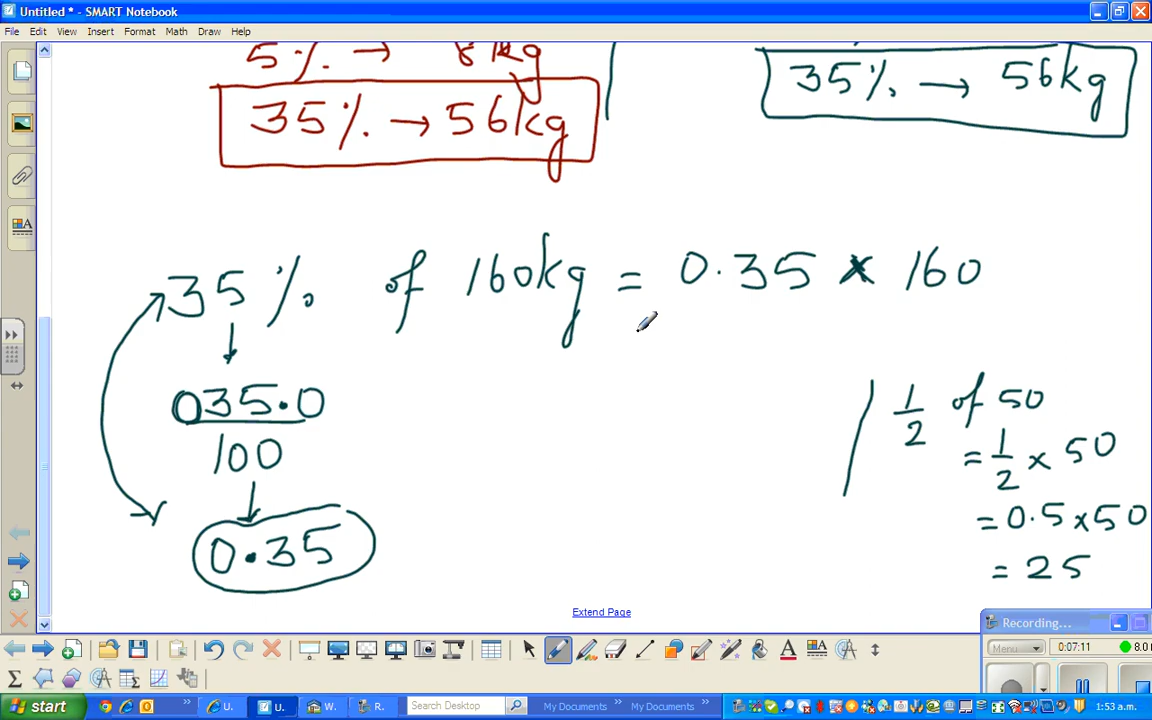 Untitled * - SMART Notebook
File Edit View Insert Format Math Draw Help
5% → 8kg
35% → 56kg
35% → 56kg
35% of 160kg = 0.35 × 160
035.0
100
0.35
1/2 of 50
= 1/2 × 50
= 0.5 × 50
= 25
Extend Page
Recording...
Menu
0:07:11
8.0
start
U.
U.
W.
R.
Search Desktop
My Documents
My Documents
1:53 a.m.